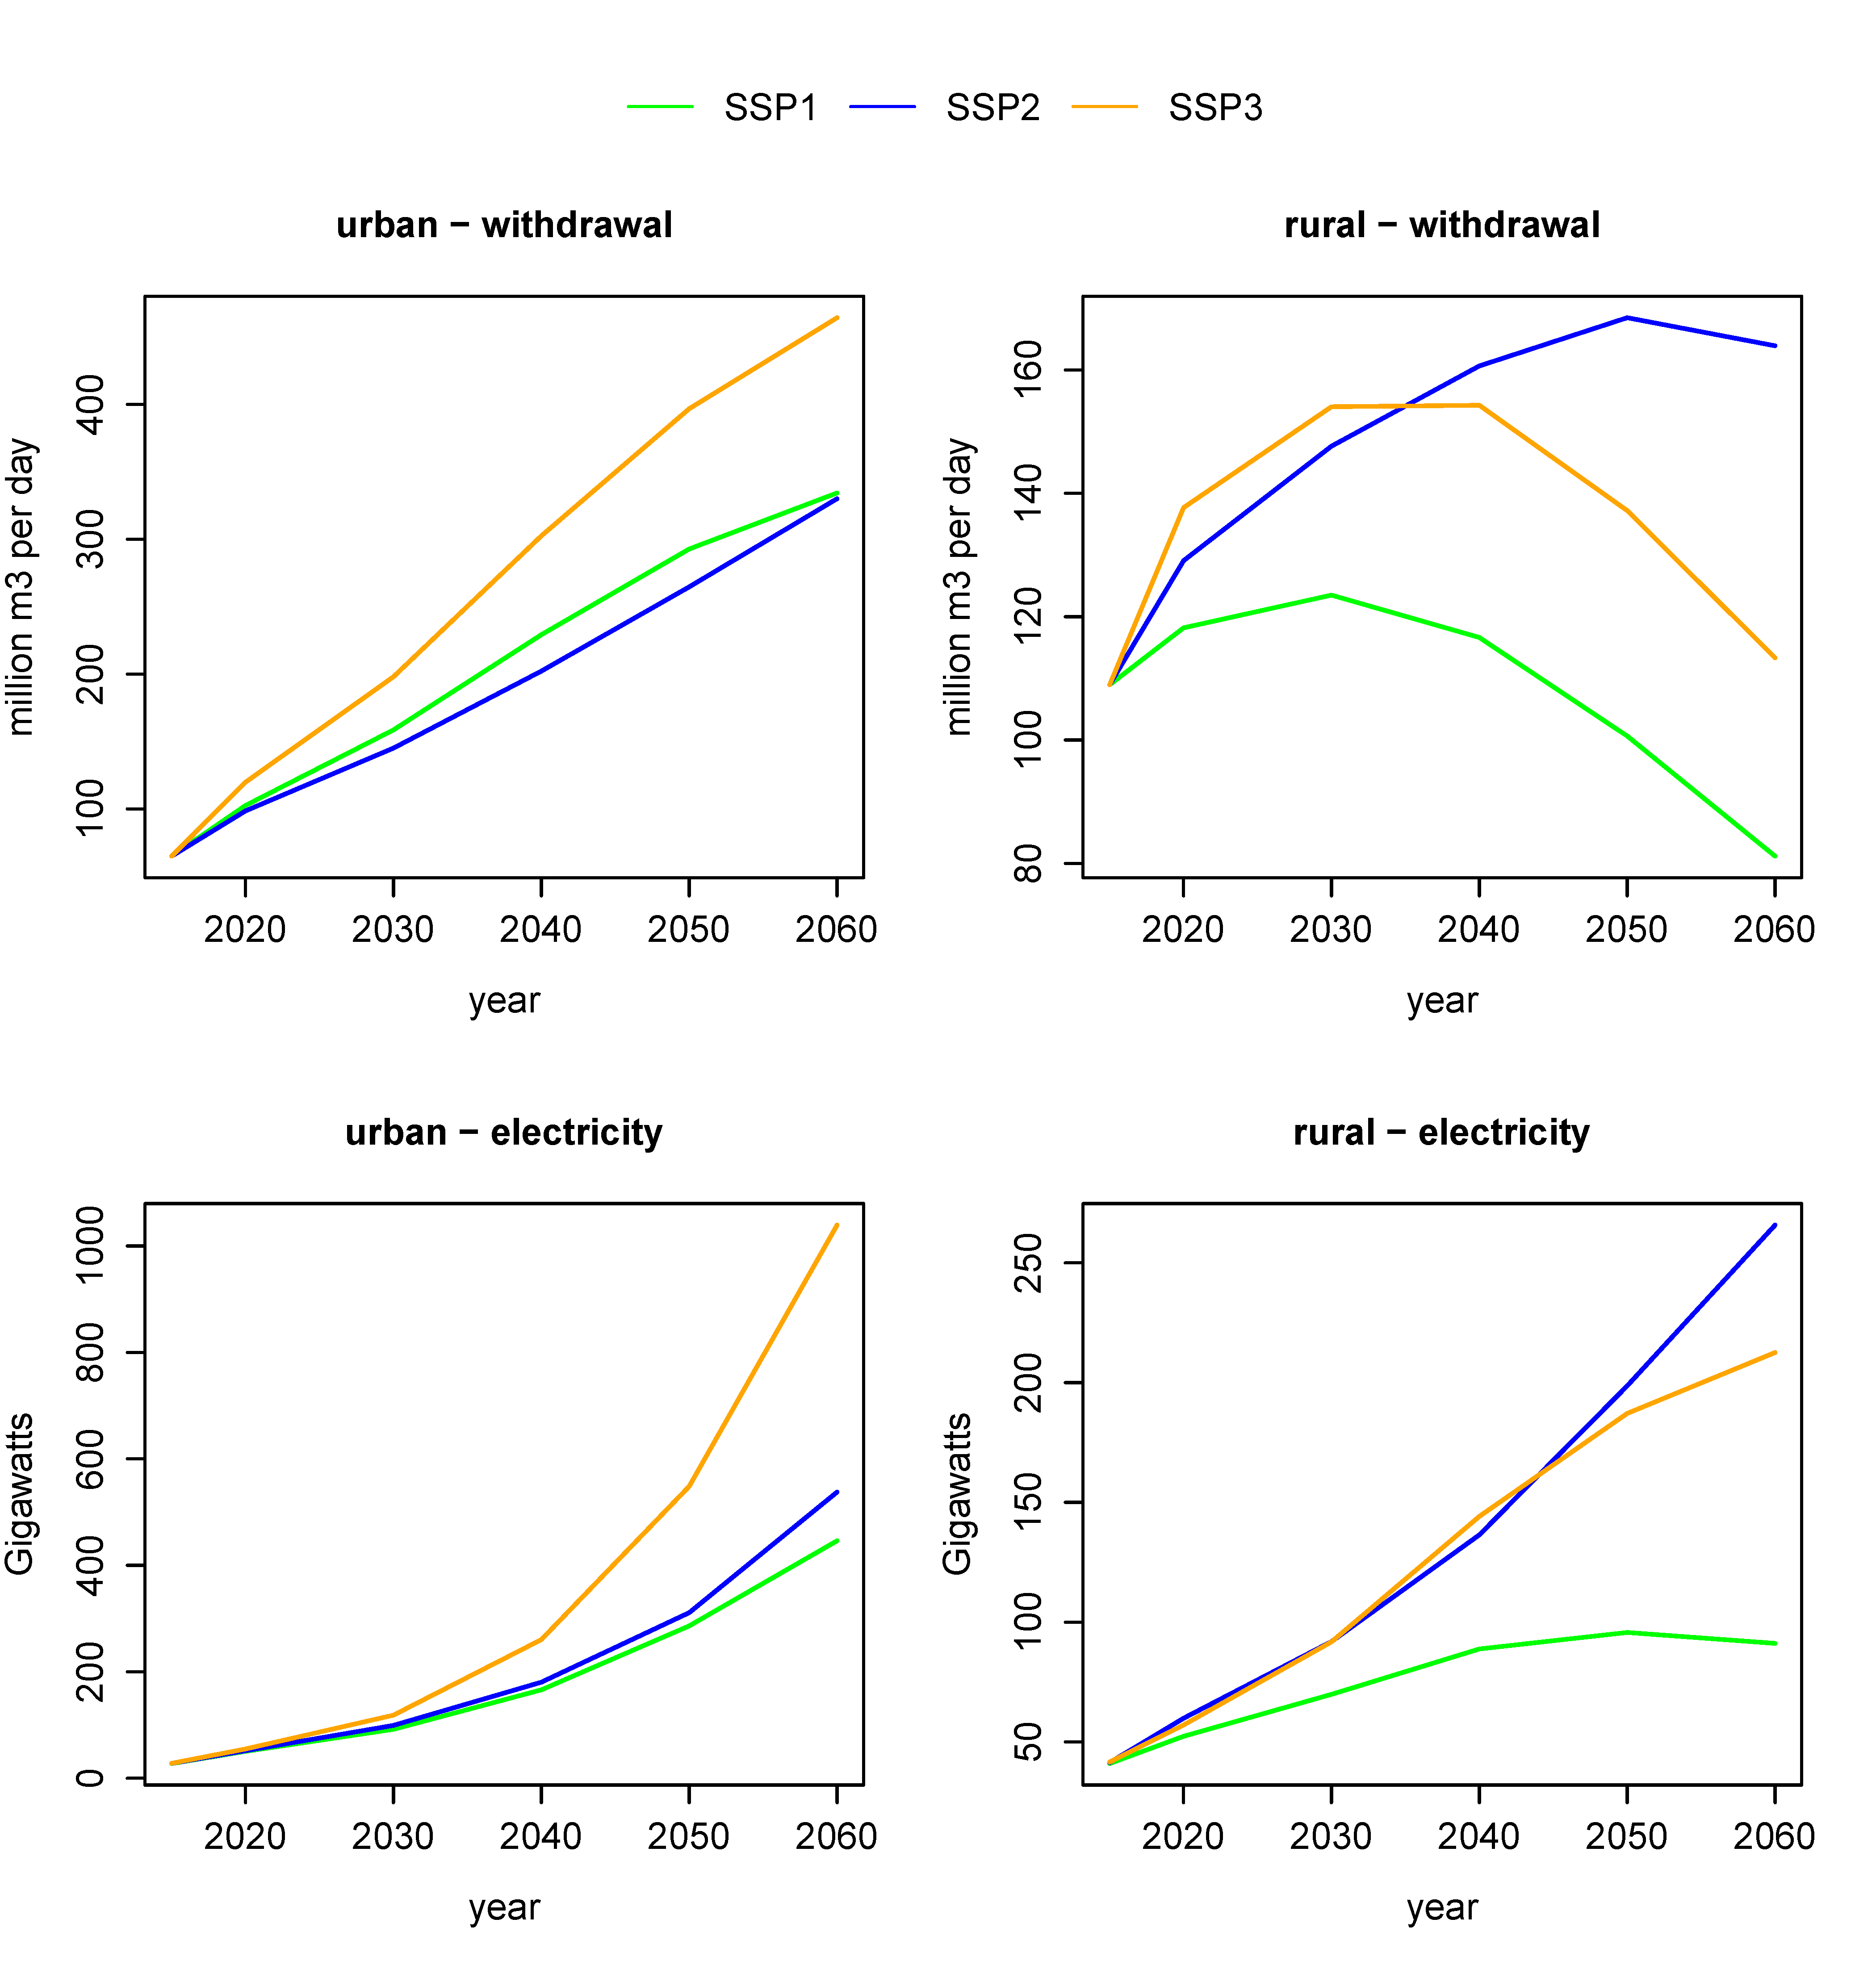 SSP1 SSP2 SSP3
urban − withdrawal
million m3 per day
400
300
200
100
2020 2030 2040 2050 2060
year
rural − withdrawal
million m3 per day
160
140
120
100
80
2020 2030 2040 2050 2060
year
urban − electricity
Gigawatts
1000
800
600
400
200
0
2020 2030 2040 2050 2060
year
rural − electricity
Gigawatts
250
200
150
100
50
2020 2030 2040 2050 2060
year